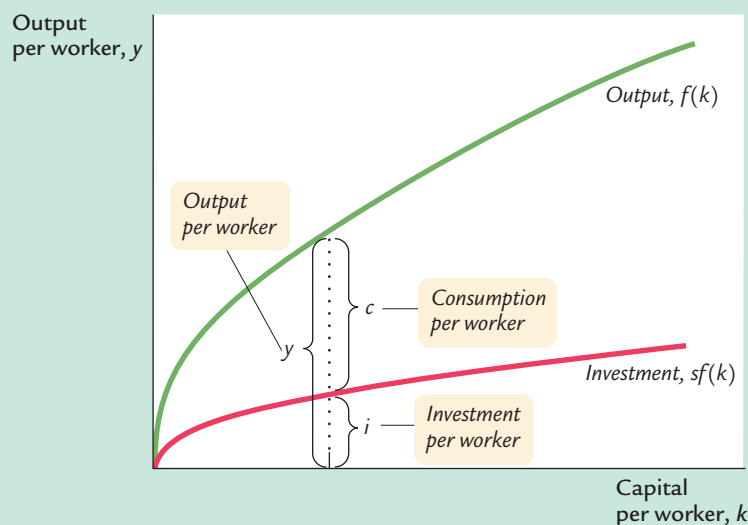 Output
per worker, y
Output, f(k)
Output
per worker
c
Consumption
per worker
y
Investment, sf(k)
i
Investment
per worker
Capital
per worker, k